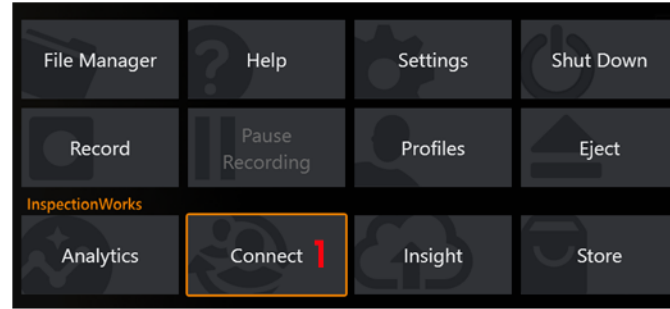 File Manager
Help
Settings
Shut Down
Record
Pause
Recording
Profiles
Eject
InspectionWorks
Analytics
Connect 1
Insight
Store